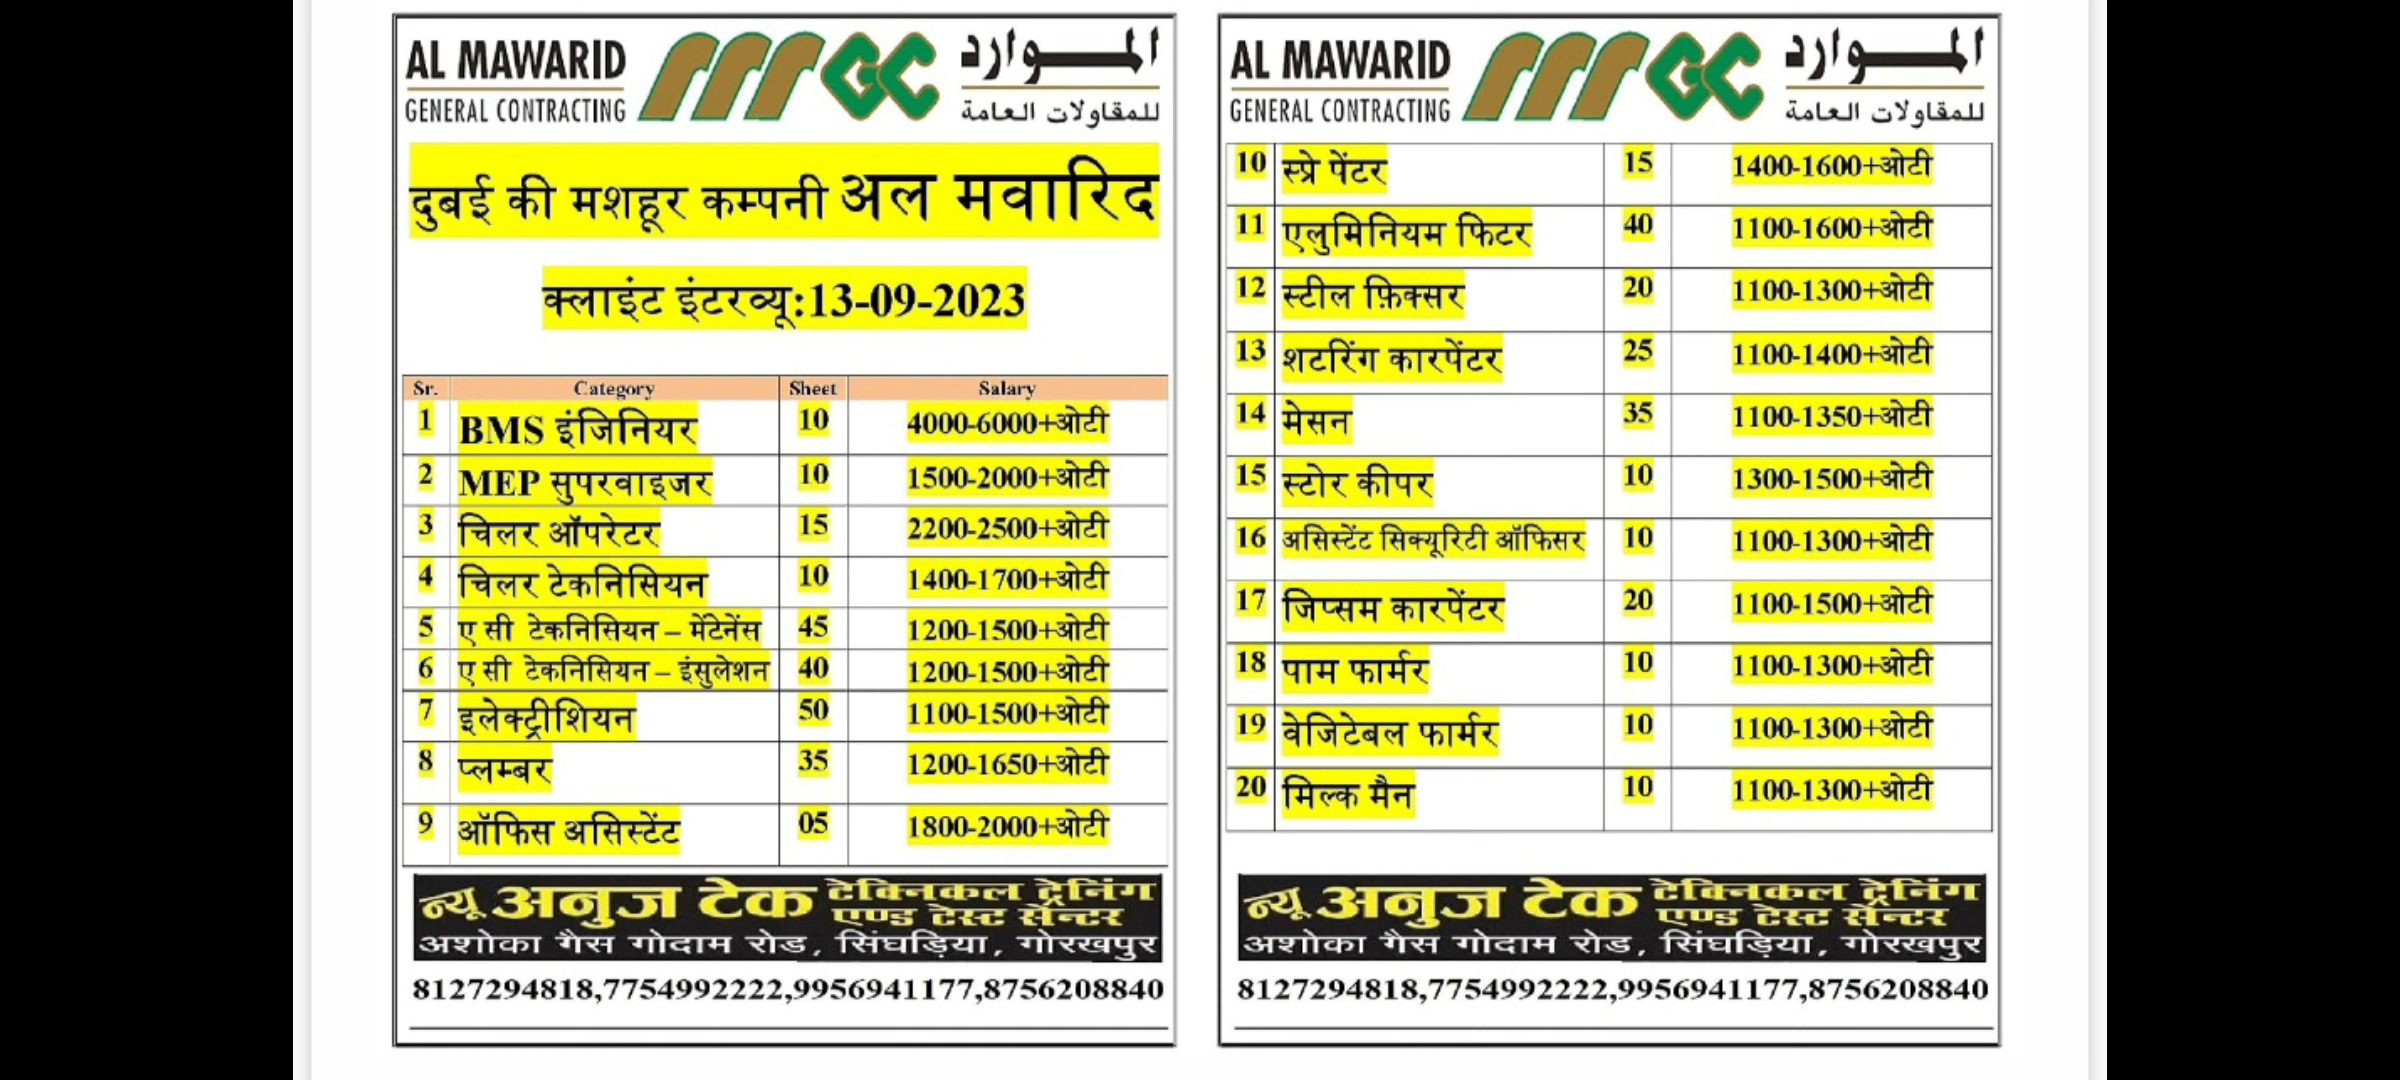 AL MAWARID
GENERAL CONTRACTING
MGC
الموارد
للمقاولات العامة
दुबई की मशहूर कम्पनी अल मवारिद
क्लाइंट इंटरव्यू:13-09-2023
Sr. Category Sheet Salary
1 BMS इंजिनियर 10 4000-6000+ओटी
2 MEP सुपरवाइजर 10 1500-2000+ओटी
3 चिलर ऑपरेटर 15 2200-2500+ओटी
4 चिलर टेकनिसियन 10 1400-1700+ओटी
5 ए सी टेकनिसियन – मेंटेनेंस 45 1200-1500+ओटी
6 ए सी टेकनिसियन – इंसुलेशन 40 1200-1500+ओटी
7 इलेक्ट्रीशियन 50 1100-1500+ओटी
8 प्लम्बर 35 1200-1650+ओटी
9 ऑफिस असिस्टेंट 05 1800-2000+ओटी
न्यू अनुज टेक टेक्निकल ट्रेनिंग
एण्ड टेस्ट सेन्टर
अशोका गैस गोदाम रोड, सिंघड़िया, गोरखपुर
8127294818,7754992222,9956941177,8756208840
AL MAWARID
GENERAL CONTRACTING
MGC
الموارد
للمقاولات العامة
10 स्प्रे पेंटर 15 1400-1600+ओटी
11 एलुमिनियम फिटर 40 1100-1600+ओटी
12 स्टील फ़िक्सर 20 1100-1300+ओटी
13 शटरिंग कारपेंटर 25 1100-1400+ओटी
14 मेसन 35 1100-1350+ओटी
15 स्टोर कीपर 10 1300-1500+ओटी
16 असिस्टेंट सिक्यूरिटी ऑफिसर 10 1100-1300+ओटी
17 जिप्सम कारपेंटर 20 1100-1500+ओटी
18 पाम फार्मर 10 1100-1300+ओटी
19 वेजिटेबल फार्मर 10 1100-1300+ओटी
20 मिल्क मैन 10 1100-1300+ओटी
न्यू अनुज टेक टेक्निकल ट्रेनिंग
एण्ड टेस्ट सेन्टर
अशोका गैस गोदाम रोड, सिंघड़िया, गोरखपुर
8127294818,7754992222,9956941177,8756208840